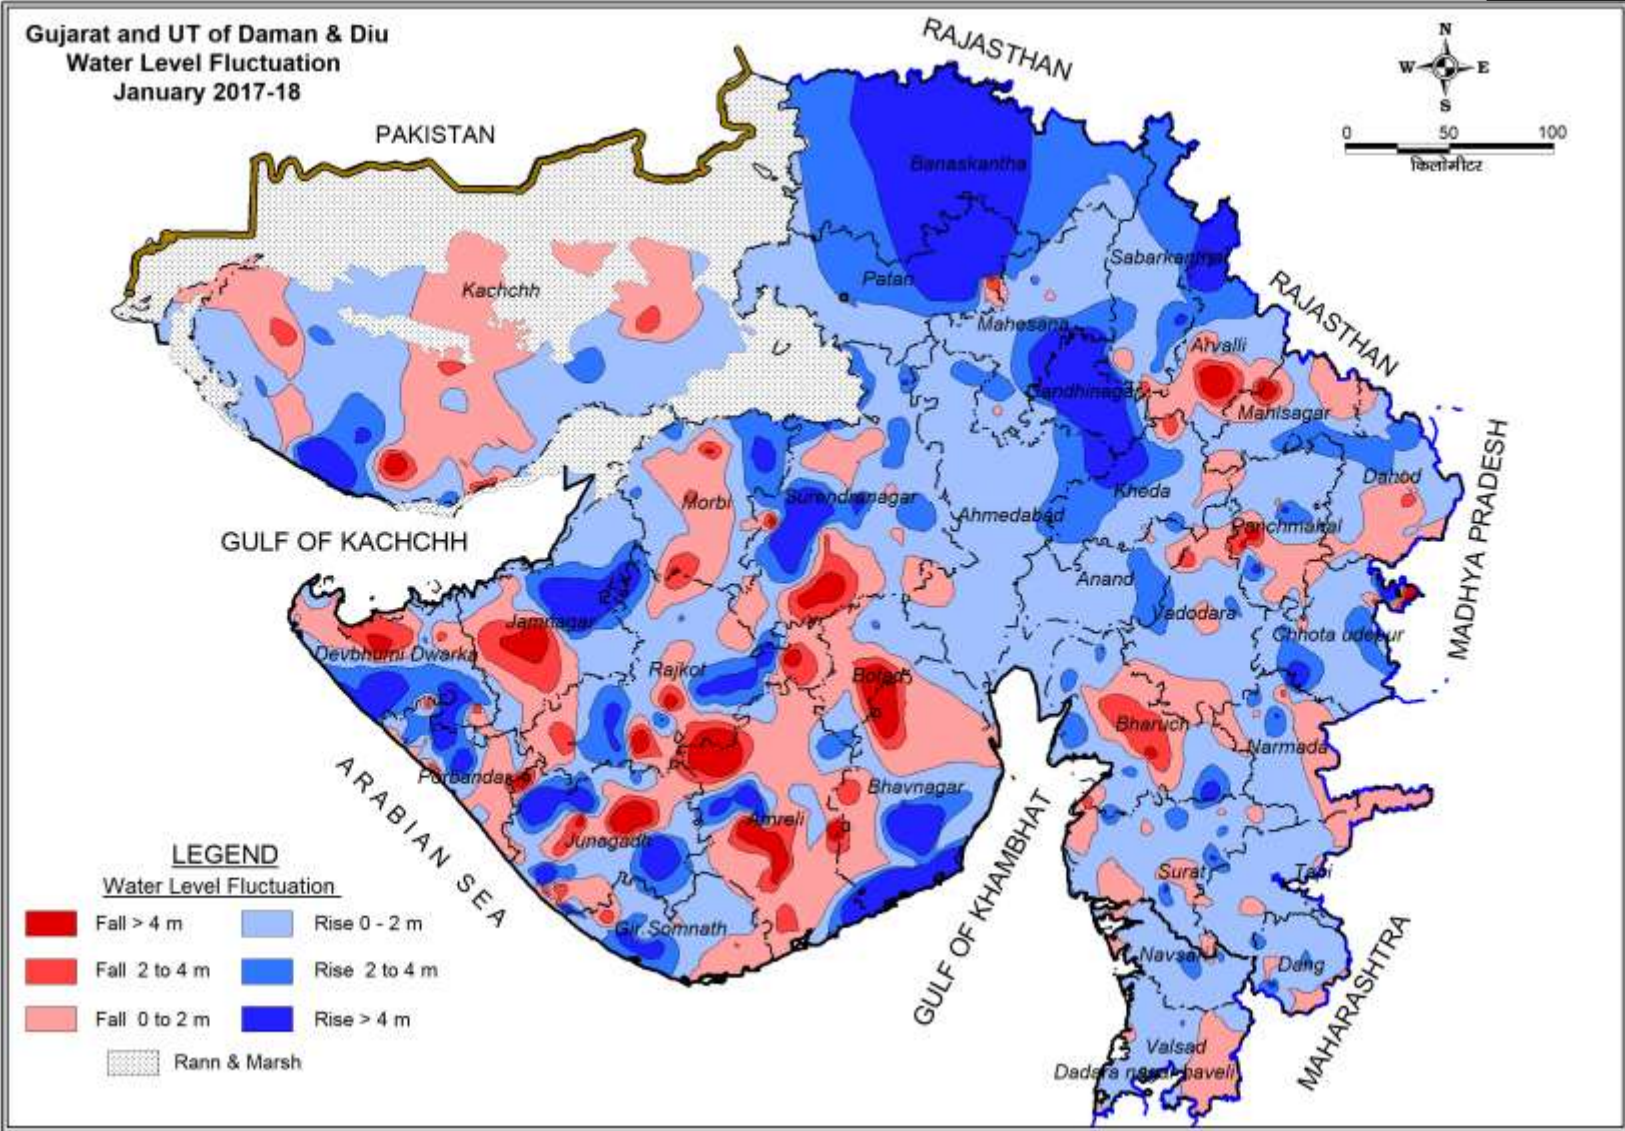 Gujarat and UT of Daman & Diu
Water Level Fluctuation
January 2017-18
RAJASTHAN
N
W E
S
0 50 100
किलोमीटर
PAKISTAN
Banaskantha
Sabarkantha
Patan
Kachchh
RAJASTHAN
Mahesana
Arvalli
Gandhinagar
Mahisagar
Dahod
Kheda
Surendranagar
Morbi
Ahmedabad
Panchmahal
MADHYA PRADESH
GULF OF KACHCHH
Anand
Vadodara
Jamnagar
Chhota udepur
Devbhumi Dwarka
Rajkot
Botad
Bharuch
Narmada
Porbandar
Bhavnagar
Amreli
Junagadh
ARABIAN SEA
GULF OF KHAMBHAT
Surat
Tapi
Gir Somnath
Navsari
Dang
MAHARASHTRA
Valsad
Dadara nagar haveli
LEGEND
Water Level Fluctuation
Fall > 4 m
Rise 0 - 2 m
Fall 2 to 4 m
Rise 2 to 4 m
Fall 0 to 2 m
Rise > 4 m
Rann & Marsh